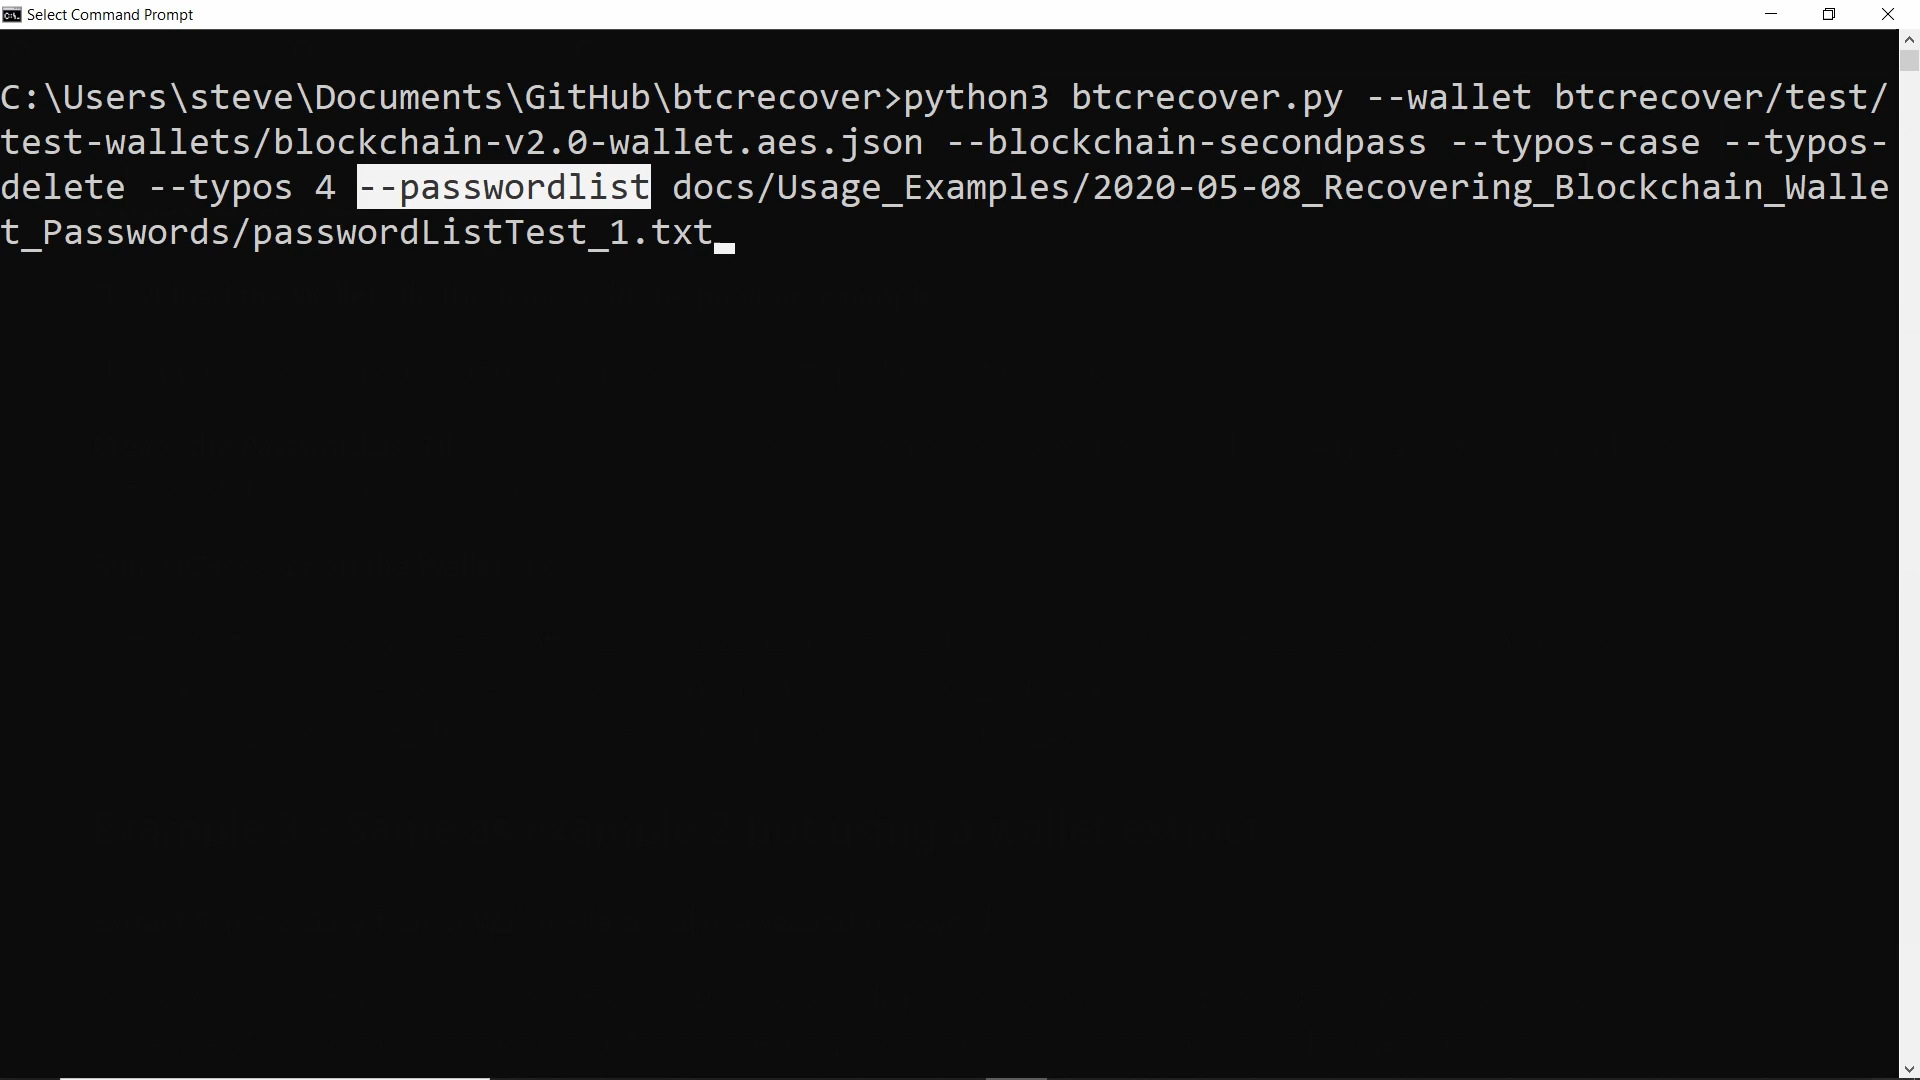 Select Command Prompt
C:\Users\steve\Documents\GitHub\btcrecover>python3 btcrecover.py --wallet btcrecover/test/
test-wallets/blockchain-v2.0-wallet.aes.json --blockchain-secondpass --typos-case --typos-
delete --typos 4 --passwordlist docs/Usage_Examples/2020-05-08_Recovering_Blockchain_Walle
t_Passwords/passwordListTest_1.txt